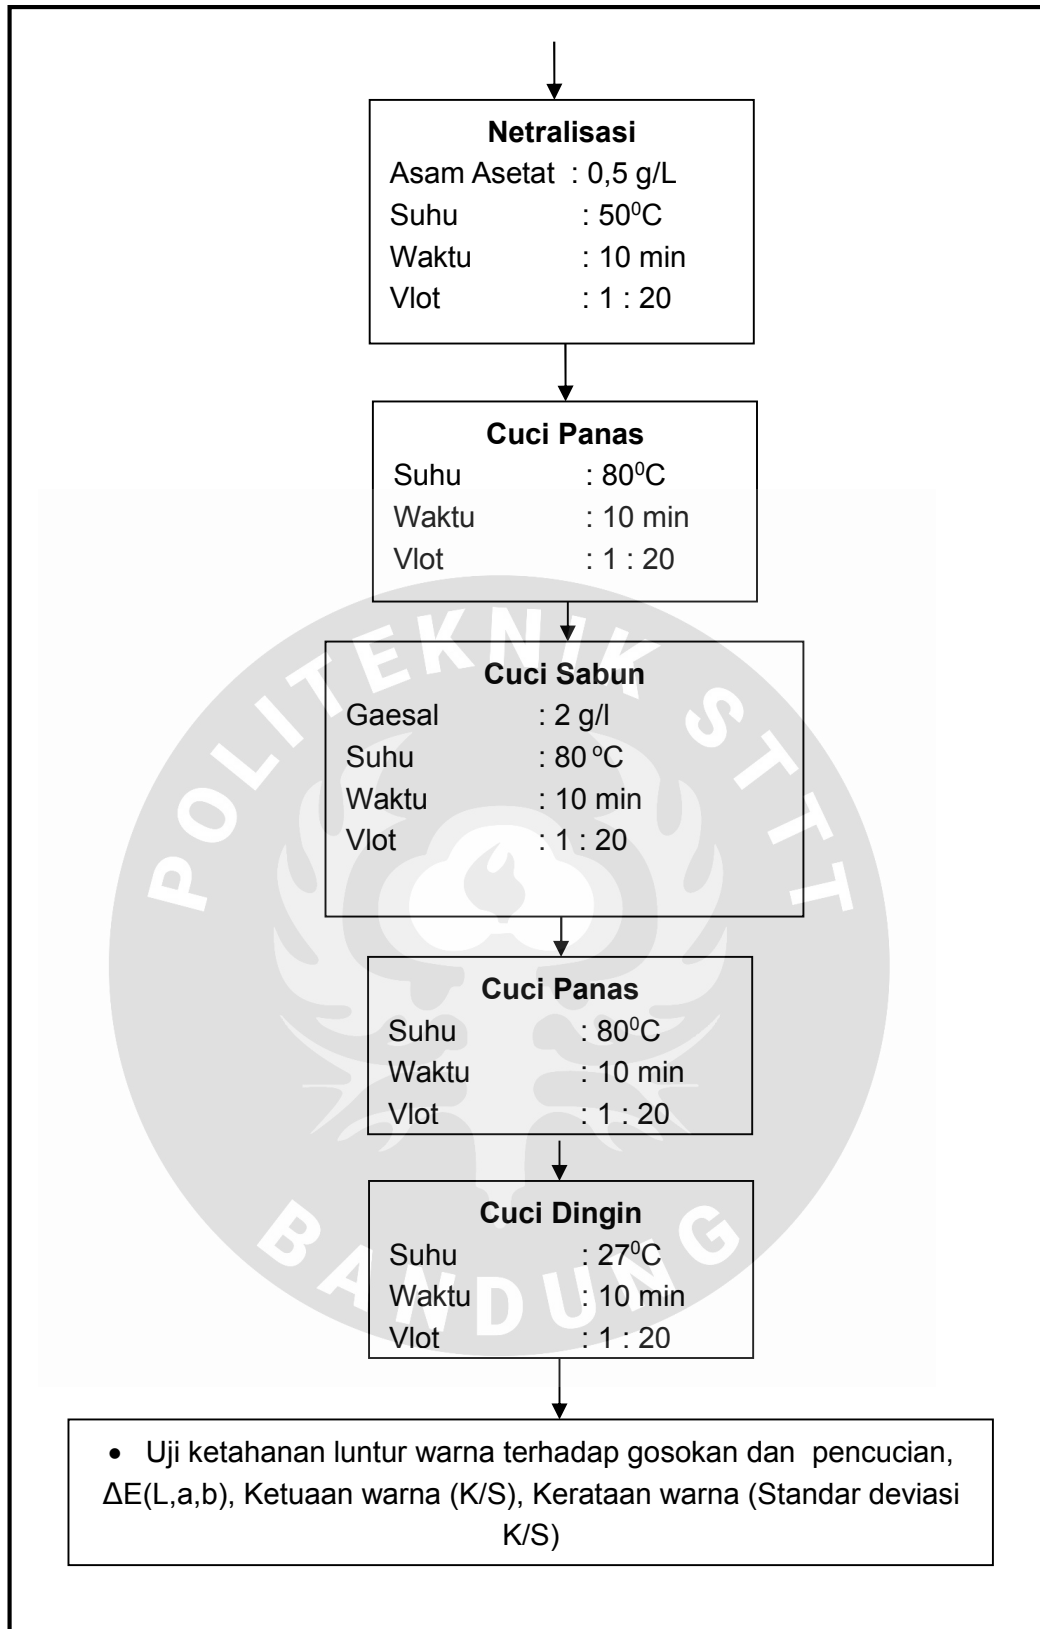 Netralisasi
Asam Asetat : 0,5 g/L
Suhu : 50⁰C
Waktu : 10 min
Vlot : 1 : 20
Cuci Panas
Suhu : 80⁰C
Waktu : 10 min
Vlot : 1 : 20
Cuci Sabun
Gaesal : 2 g/l
Suhu : 80 ºC
Waktu : 10 min
Vlot : 1 : 20
Cuci Panas
Suhu : 80⁰C
Waktu : 10 min
Vlot : 1 : 20
Cuci Dingin
Suhu : 27⁰C
Waktu : 10 min
Vlot : 1 : 20
• Uji ketahanan luntur warna terhadap gosokan dan pencucian,
ΔE(L,a,b), Ketuaan warna (K/S), Kerataan warna (Standar deviasi
K/S)
POLITEKNIK STTT
BANDUNG